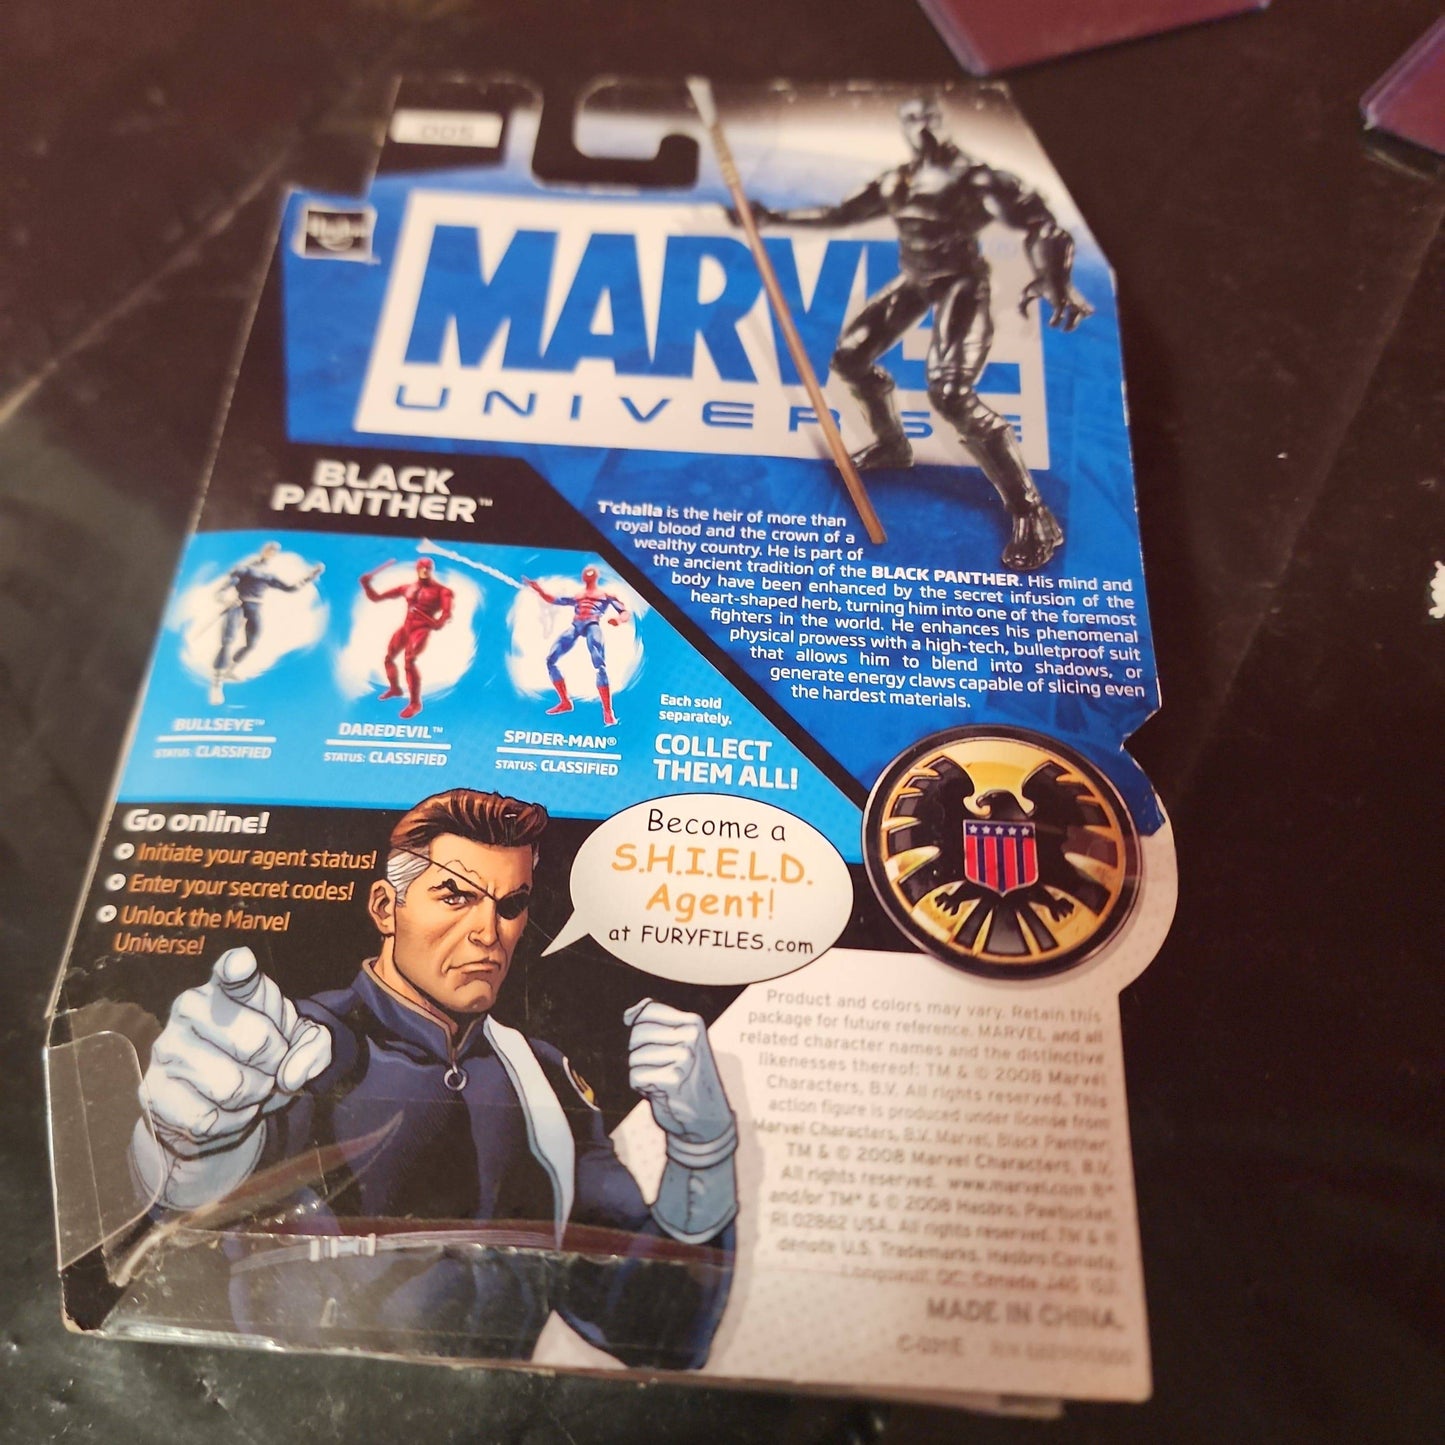 005
Hasbro
MARVEL
UNIVERSE
BLACK
PANTHER™
T'challa is the heir of more than
royal blood and the crown of a
wealthy country. He is part of
the ancient tradition of the BLACK PANTHER. His mind and
body have been enhanced by the secret infusion of the
heart-shaped herb, turning him into one of the foremost
fighters in the world. He enhances his phenomenal
physical prowess with a high-tech, bulletproof suit
that allows him to blend into shadows, or
generate energy claws capable of slicing even
the hardest materials.
BULLSEYE™
STATUS: CLASSIFIED
DAREDEVIL™
STATUS: CLASSIFIED
SPIDER-MAN®
STATUS: CLASSIFIED
Each sold
separately.
COLLECT
THEM ALL!
Go online!
Initiate your agent status!
Enter your secret codes!
Unlock the Marvel
Universe!
Become a
S.H.I.E.L.D.
Agent!
at FURYFILES.com
Product and colors may vary. Retain this
package for future reference. MARVEL and all
related character names and the distinctive
likenesses thereof: TM & © 2008 Marvel
Characters, B.V. All rights reserved. This
action figure is produced under license from
Marvel Characters, B.V. Marvel, Black Panther:
TM & © 2008 Marvel Characters, B.V.
All rights reserved. www.marvel.com ®*
and/or TM* & © 2008 Hasbro, Pawtucket,
RI 02862 USA. All rights reserved. TM & ®
denote U.S. Trademarks. Hasbro Canada,
Longueuil, QC, Canada J4G
MADE IN CHINA.
C-001E